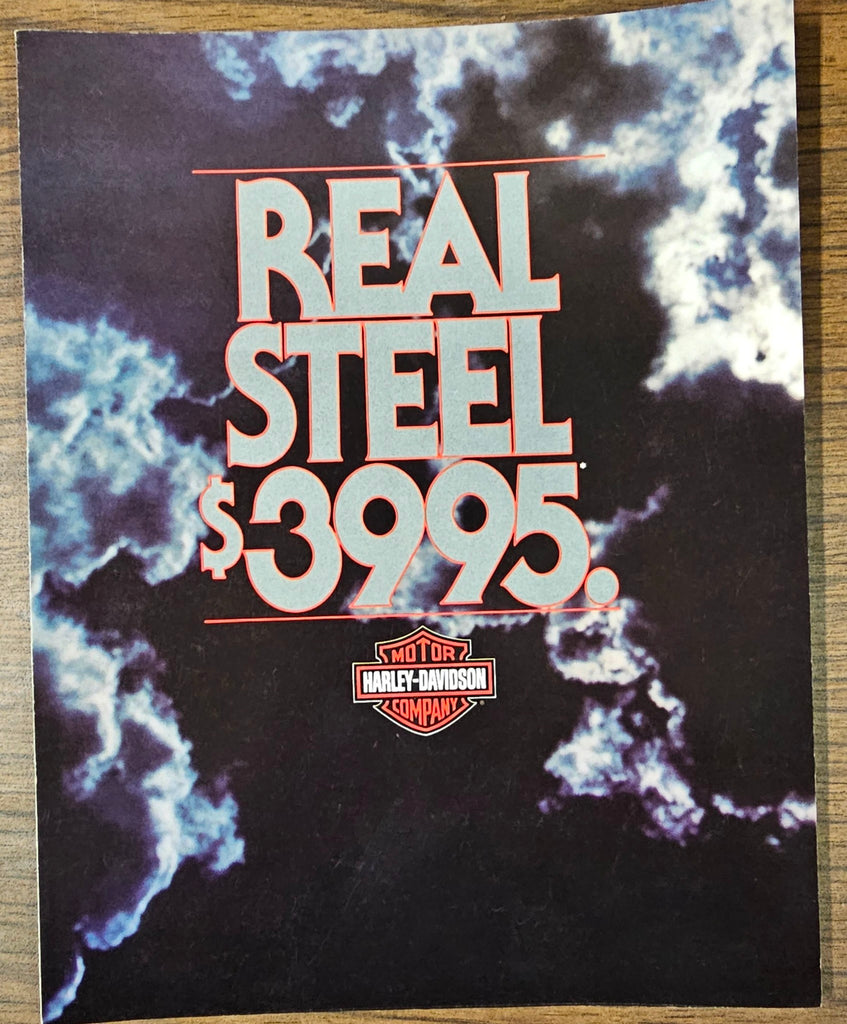 REAL
STEEL
$3995.*
MOTOR
HARLEY-DAVIDSON
COMPANY
®